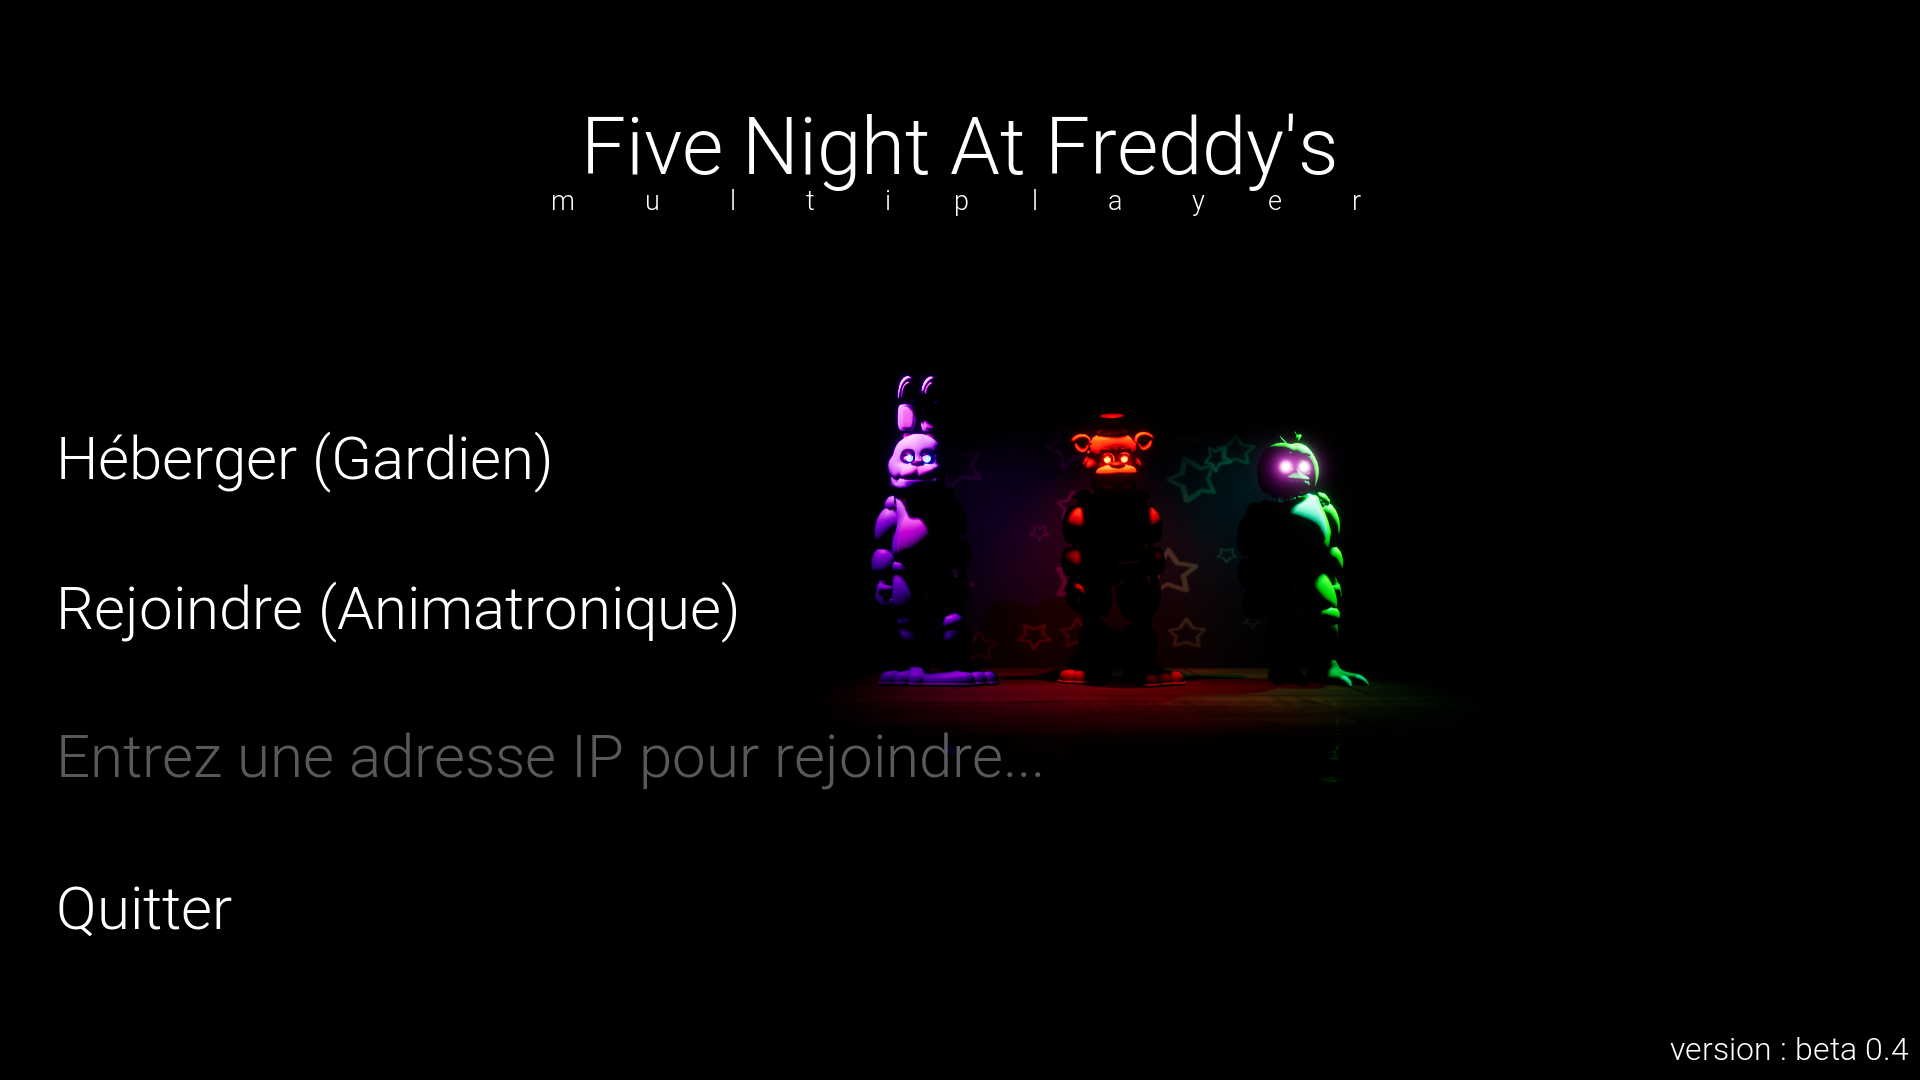 Five Night At Freddy's
m u l t i p l a y e r
Héberger (Gardien)
Rejoindre (Animatronique)
Entrez une adresse IP pour rejoindre...
Quitter
version : beta 0.4